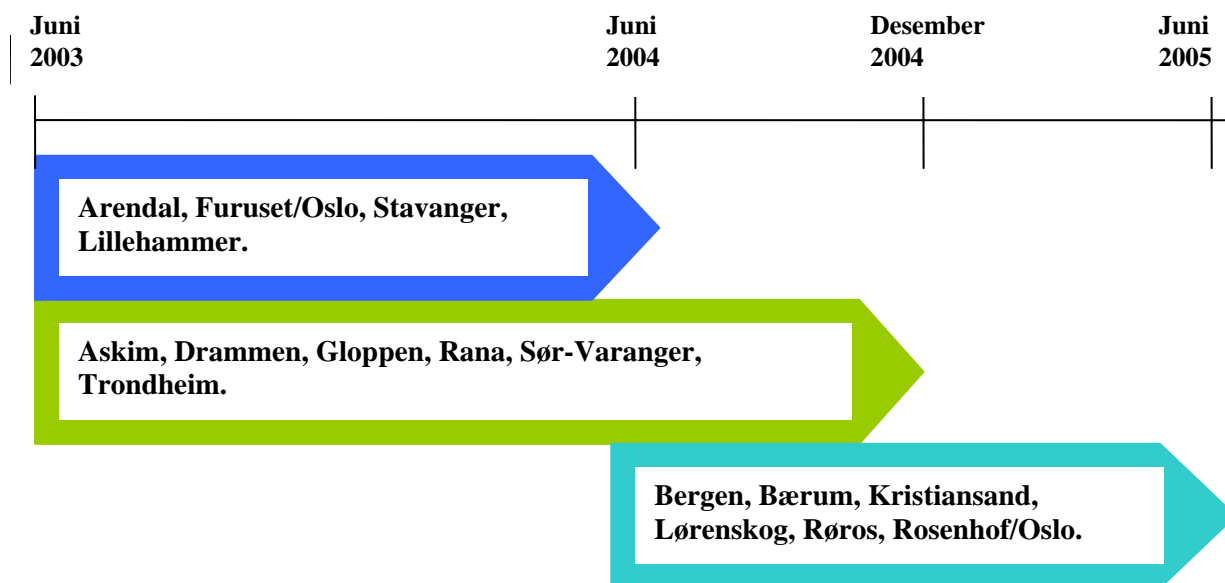 Juni
2003
Juni
2004
Desember
2004
Juni
2005
Arendal, Furuset/Oslo, Stavanger,
Lillehammer.
Askim, Drammen, Gloppen, Rana, Sør-Varanger,
Trondheim.
Bergen, Bærum, Kristiansand,
Lørenskog, Røros, Rosenhof/Oslo.